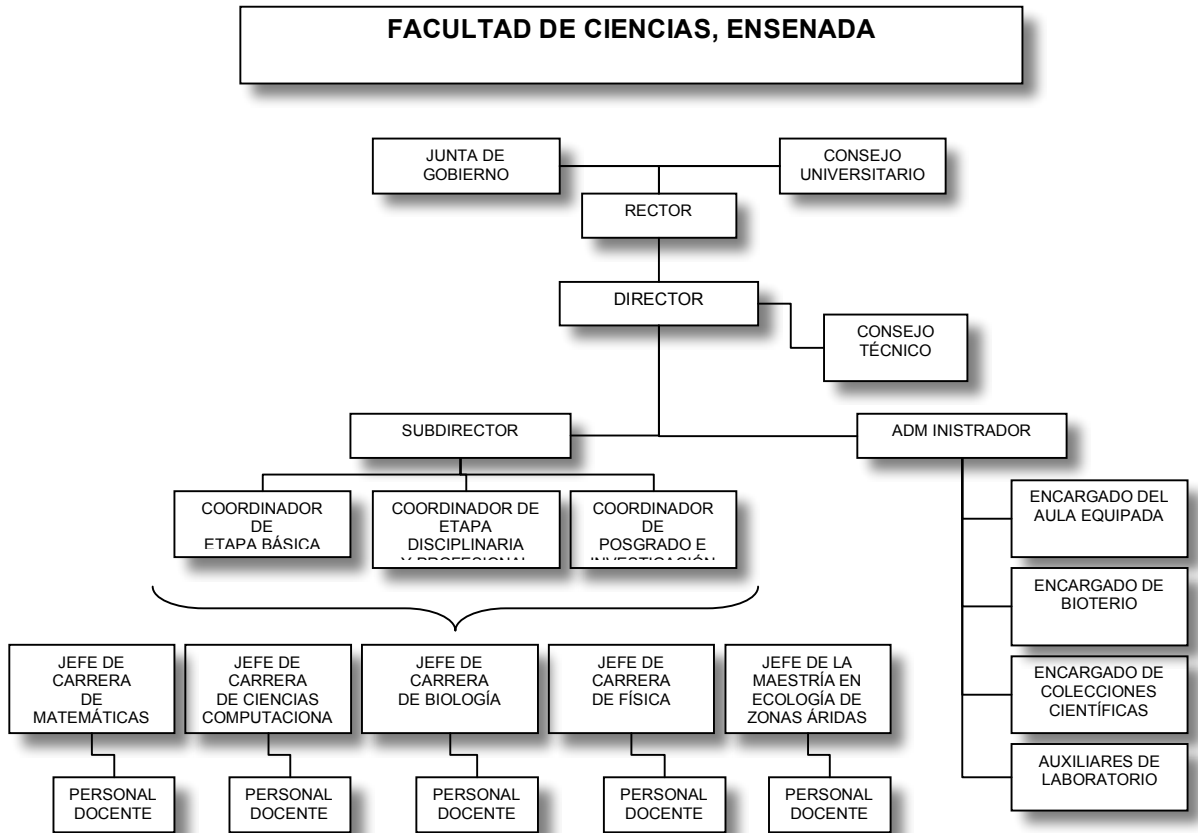 FACULTAD DE CIENCIAS, ENSENADA
JUNTA DE
GOBIERNO
CONSEJO
UNIVERSITARIO
RECTOR
DIRECTOR
CONSEJO
TÉCNICO
SUBDIRECTOR
ADM INISTRADOR
COORDINADOR
DE
ETAPA BÁSICA
COORDINADOR DE
ETAPA
DISCIPLINARIA
Y PROFESIONAL
COORDINADOR
DE
POSGRADO E
INVESTIGACIÓN
ENCARGADO DEL
AULA EQUIPADA
ENCARGADO DE
BIOTERIO
ENCARGADO DE
COLECCIONES
CIENTÍFICAS
AUXILIARES DE
LABORATORIO
JEFE DE
CARRERA
DE
MATEMÁTICAS
JEFE DE
CARRERA
DE CIENCIAS
COMPUTACIONA
JEFE DE
CARRERA
DE BIOLOGÍA
JEFE DE
CARRERA
DE FÍSICA
JEFE DE LA
MAESTRÍA EN
ECOLOGÍA DE
ZONAS ÁRIDAS
PERSONAL
DOCENTE
PERSONAL
DOCENTE
PERSONAL
DOCENTE
PERSONAL
DOCENTE
PERSONAL
DOCENTE